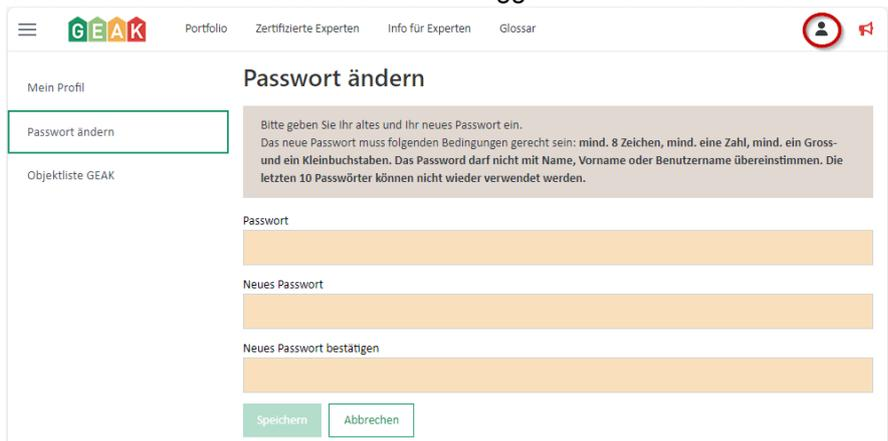 GEAK
Portfolio
Zertifizierte Experten
Info für Experten
Glossar
Mein Profil
Passwort ändern
Objektliste GEAK
Passwort ändern
Bitte geben Sie Ihr altes und Ihr neues Passwort ein.
Das neue Passwort muss folgenden Bedingungen gerecht sein: mind. 8 Zeichen, mind. eine Zahl, mind. ein Gross-
und ein Kleinbuchstaben. Das Password darf nicht mit Name, Vorname oder Benutzername übereinstimmen. Die
letzten 10 Passwörter können nicht wieder verwendet werden.
Passwort
Neues Passwort
Neues Passwort bestätigen
Speichern
Abbrechen